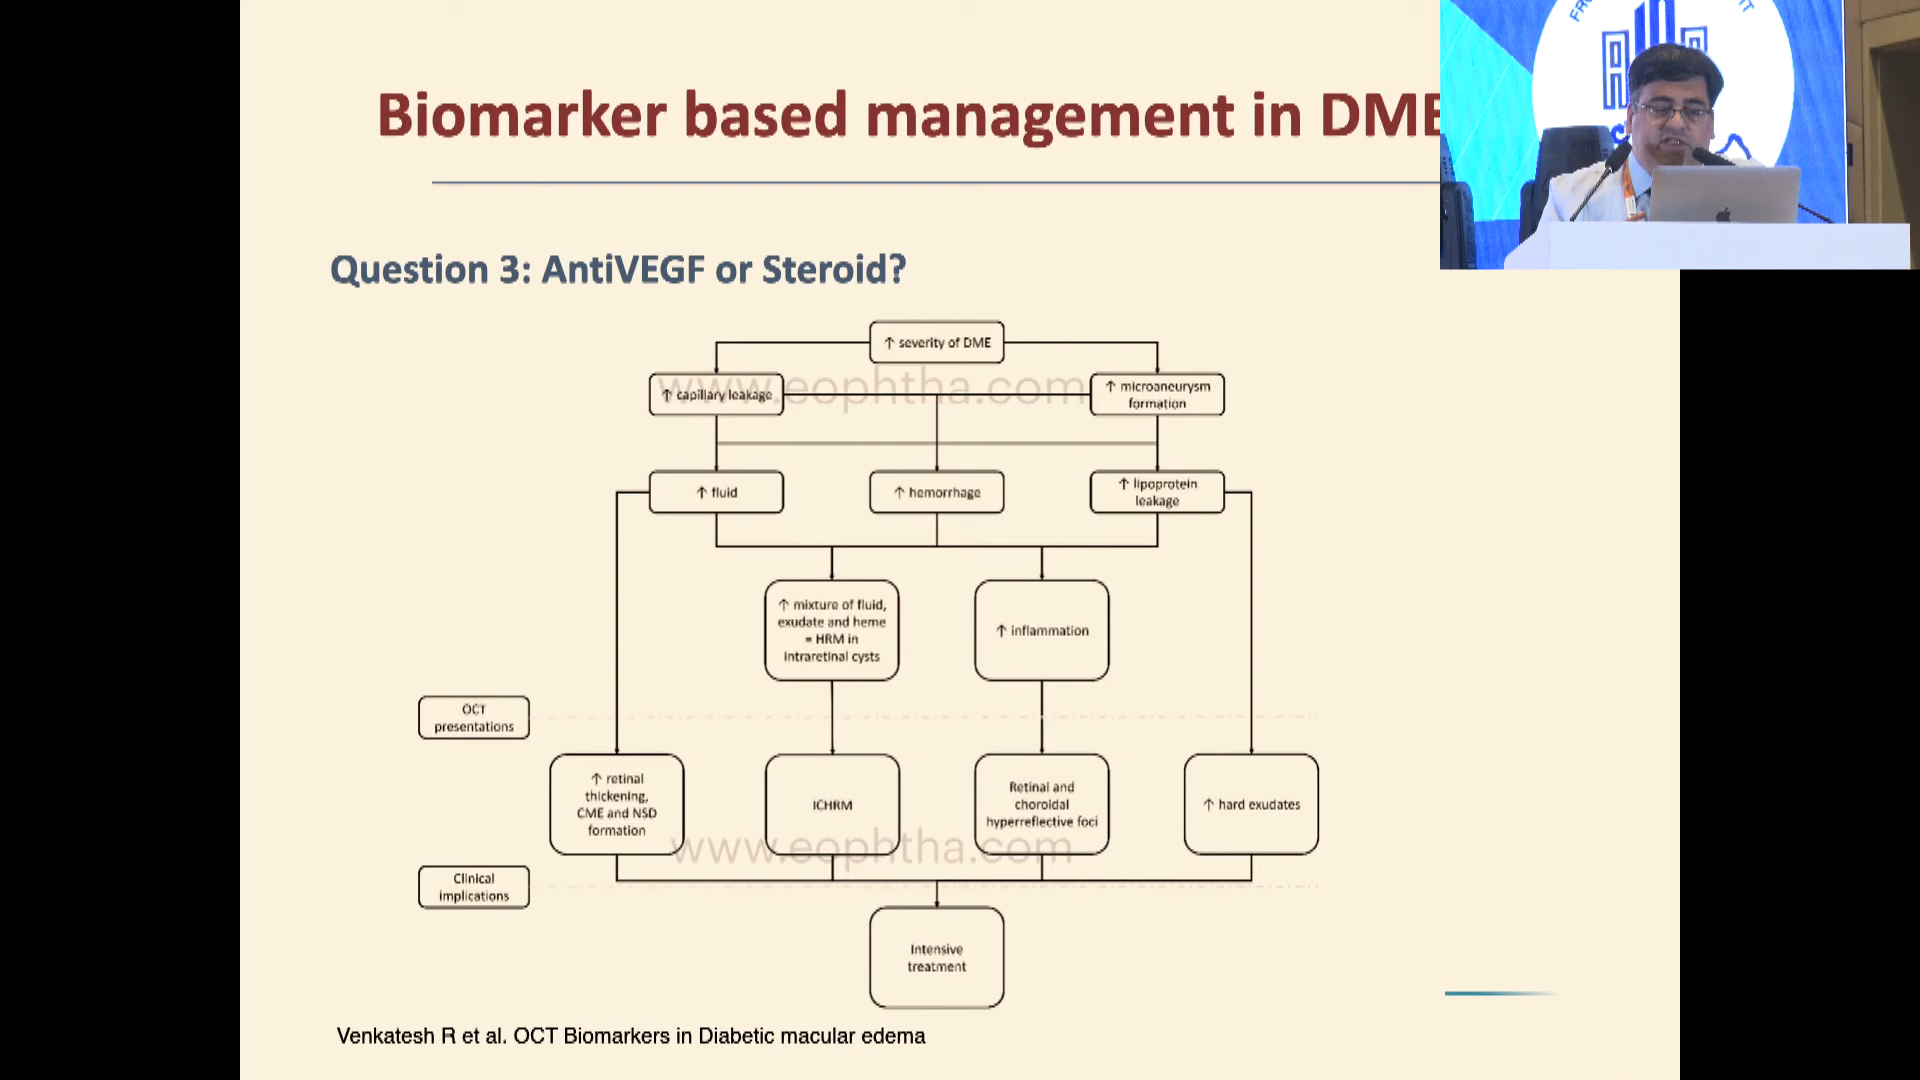 Biomarker based management in DME
Question 3: AntiVEGF or Steroid?
↑ severity of DME
www.eophtha.com
↑ capillary leakage
↑ microaneurysm
formation
↑ fluid
↑ hemorrhage
↑ lipoprotein
leakage
↑ mixture of fluid,
exudate and heme
= HRM in
intraretinal cysts
↑ inflammation
OCT
presentations
↑ retinal
thickening,
CME and NSD
formation
ICHRM
Retinal and
choroidal
hyperreflective foci
↑ hard exudates
www.eophtha.com
Clinical
implications
Intensive
treatment
Venkatesh R et al. OCT Biomarkers in Diabetic macular edema